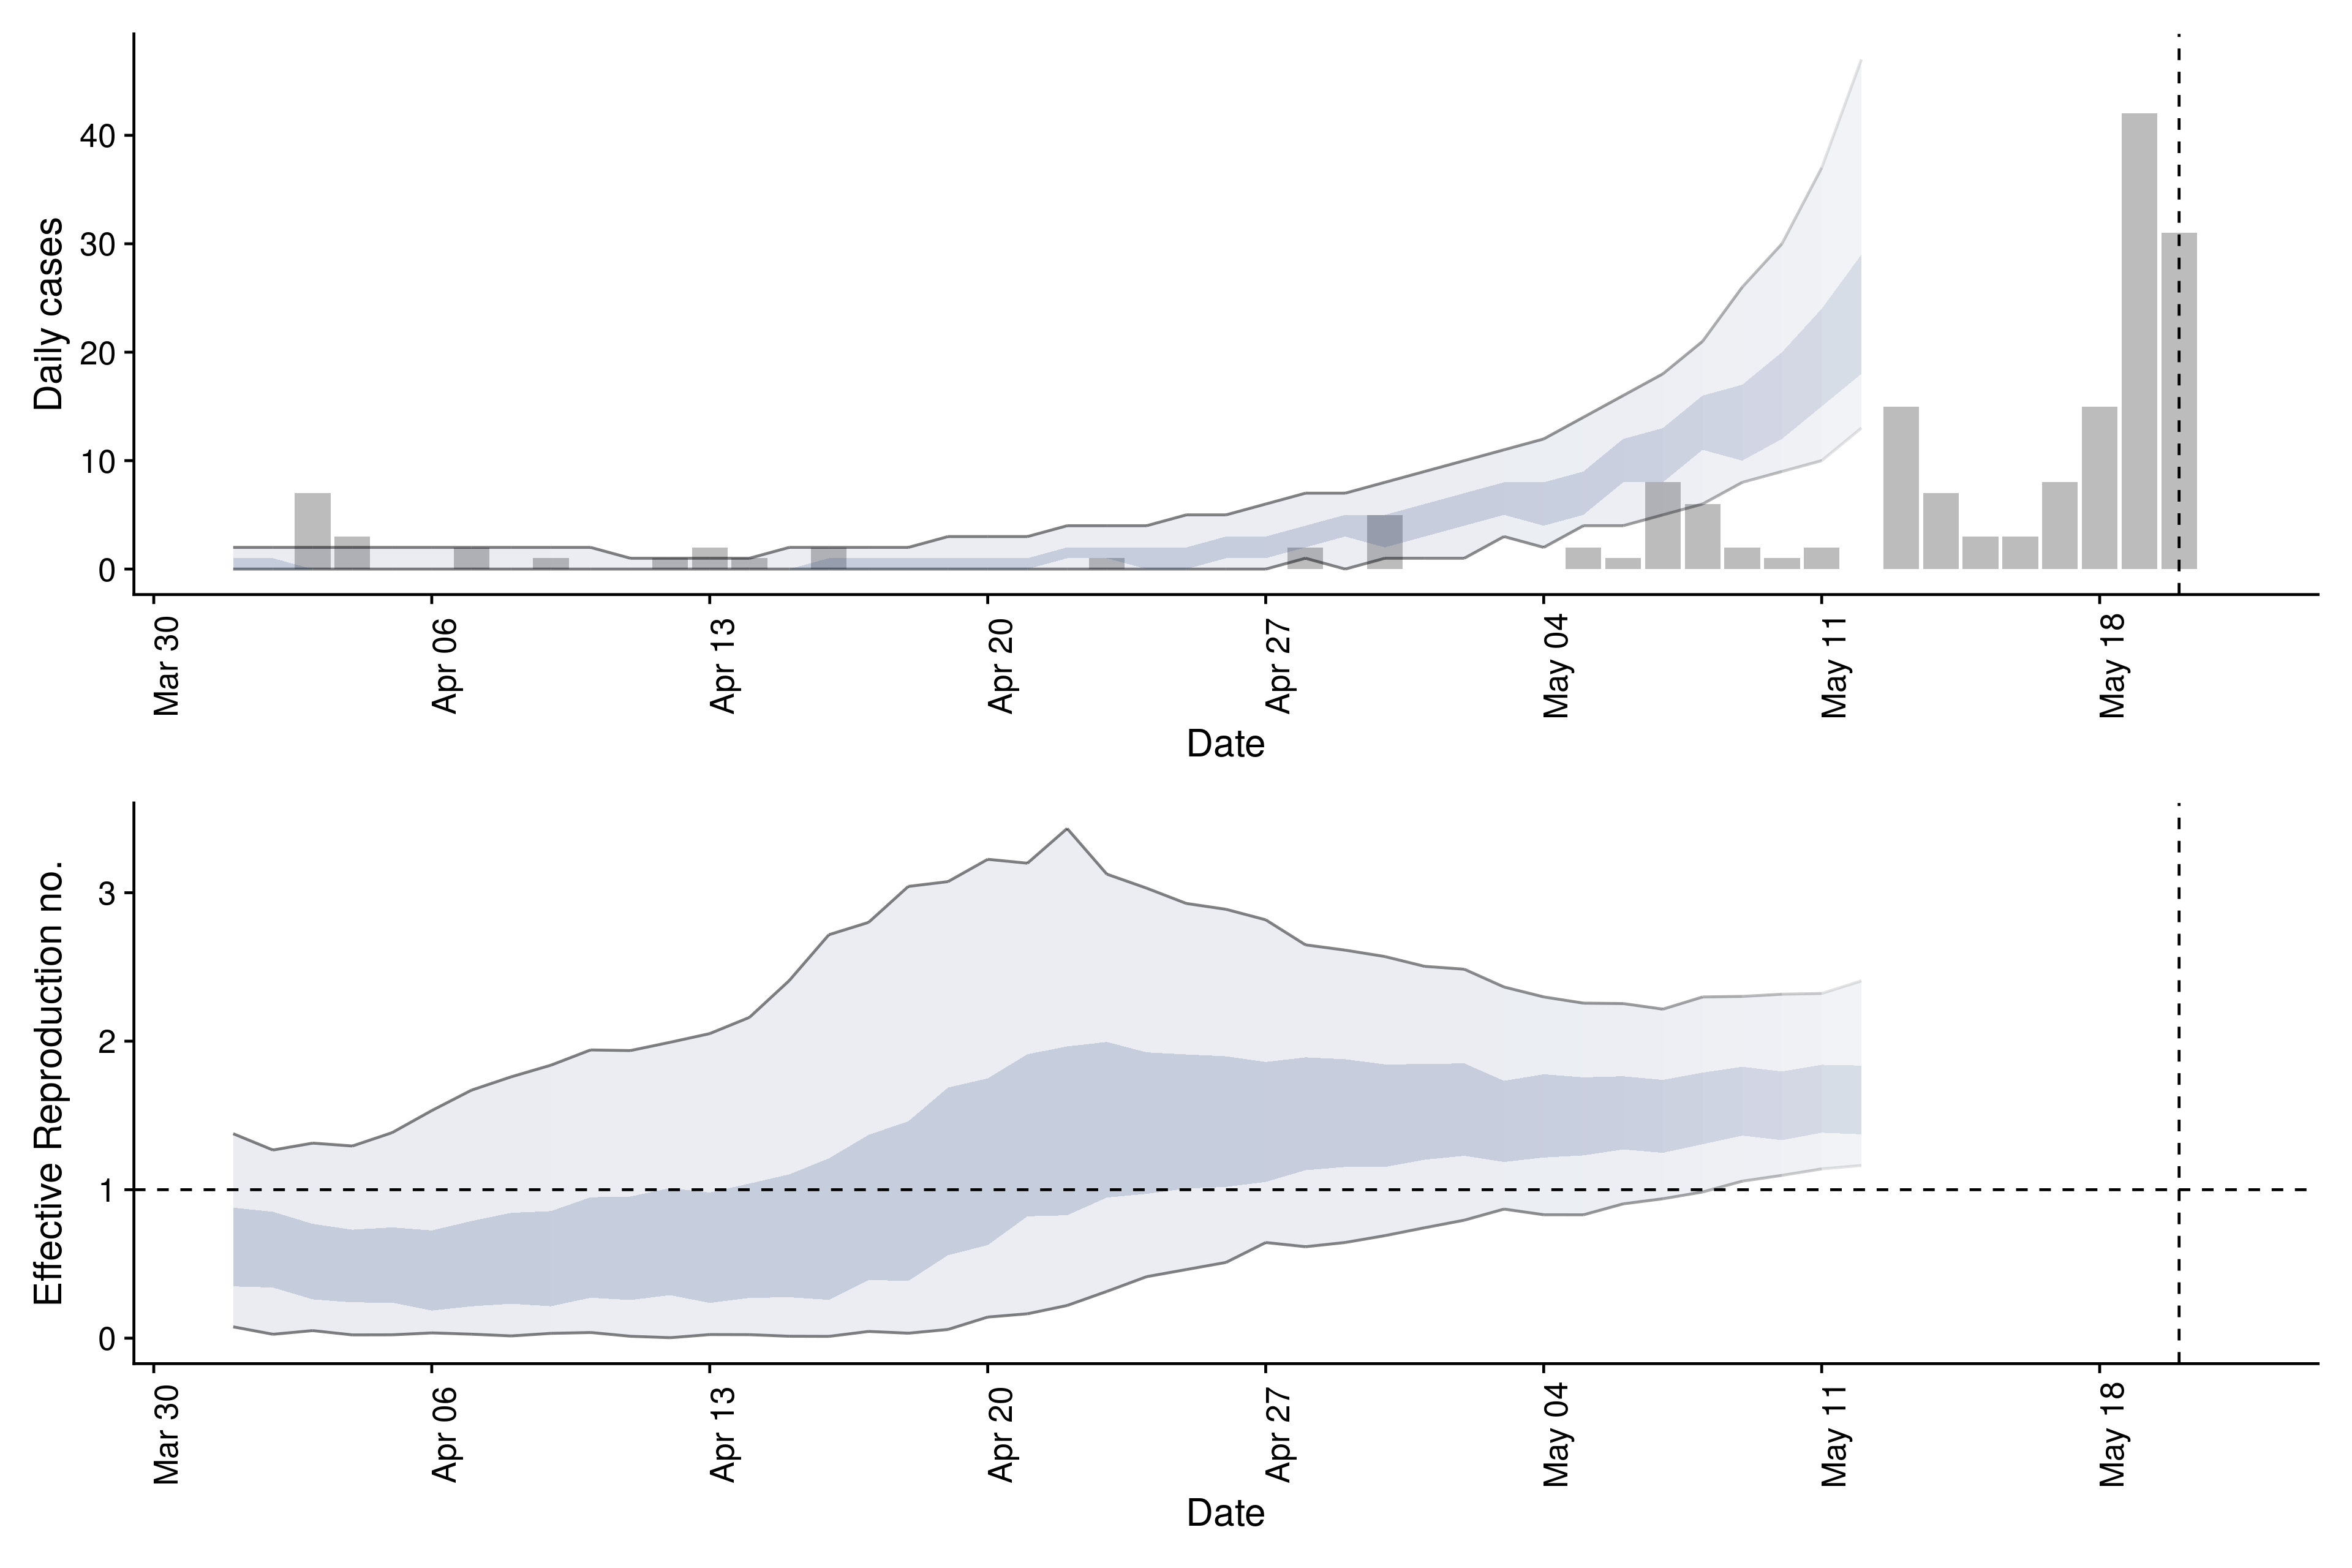 Daily cases
40
30
20
10
0
Mar 30
Apr 06
Apr 13
Apr 20
Apr 27
May 04
May 11
May 18
Date
Effective Reproduction no.
3
2
1
0
Mar 30
Apr 06
Apr 13
Apr 20
Apr 27
May 04
May 11
May 18
Date